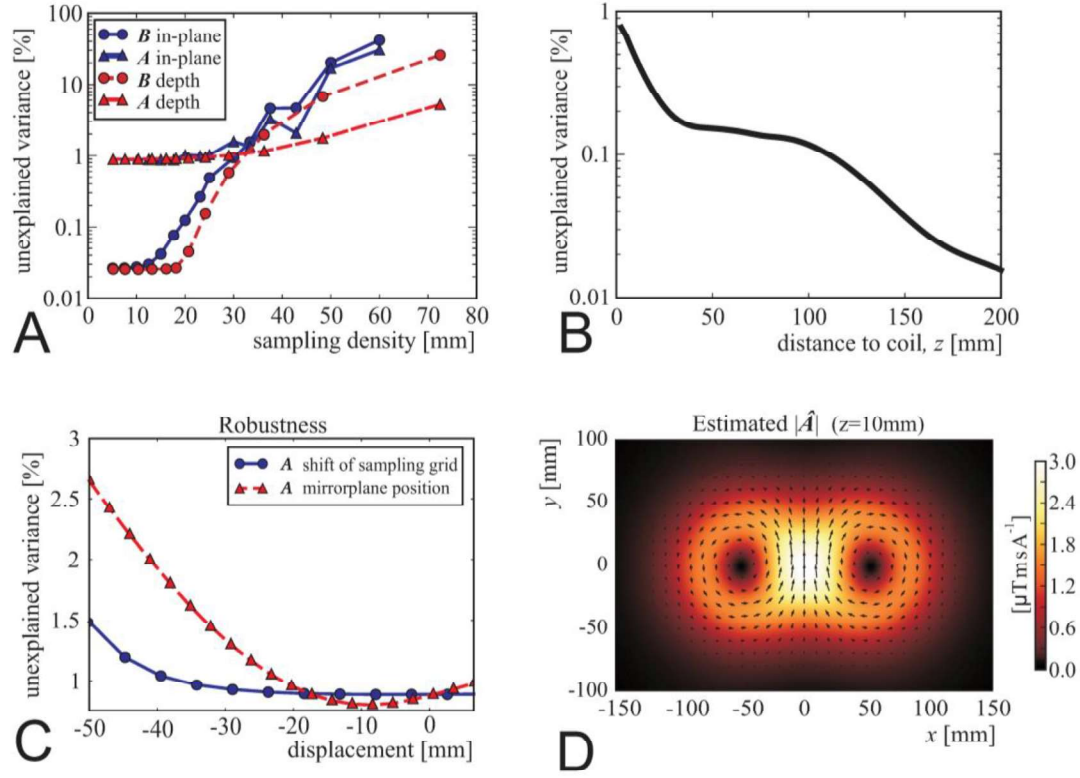 unexplained variance [%]
100
10
1
0.1
0.01
B in-plane
A in-plane
B depth
A depth
0 10 20 30 40 50 60 70 80
sampling density [mm]
A
unexplained variance [%]
1
0.1
0.01
0 50 100 150 200
distance to coil, z [mm]
B
Robustness
unexplained variance [%]
3
2.5
2
1.5
1
A shift of sampling grid
A mirrorplane position
-50 -40 -30 -20 -10 0
displacement [mm]
C
Estimated |Â| (z=10mm)
y [mm]
100
50
0
-50
-100
-150 -100 -50 0 50 100 150
x [mm]
3.0
2.4
1.8
1.2
0.6
0.0
[µTmsA⁻¹]
D